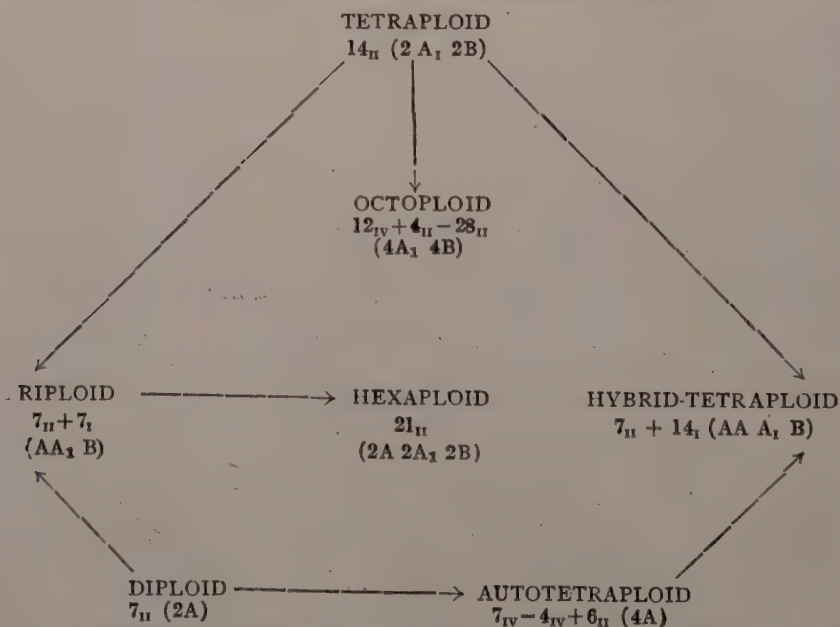 TETRAPLOID
14II (2 A1 2B)
OCTOPLOID
12IV+4II-28II
(4A1 4B)
RIPLOID
7II+7I
(AA1 B)
HEXAPLOID
21II
(2A 2A1 2B)
HYBRID-TETRAPLOID
7II + 14I (AA A1 B)
DIPLOID
7II (2A)
AUTOTETRAPLOID
7IV-4IV+6II (4A)